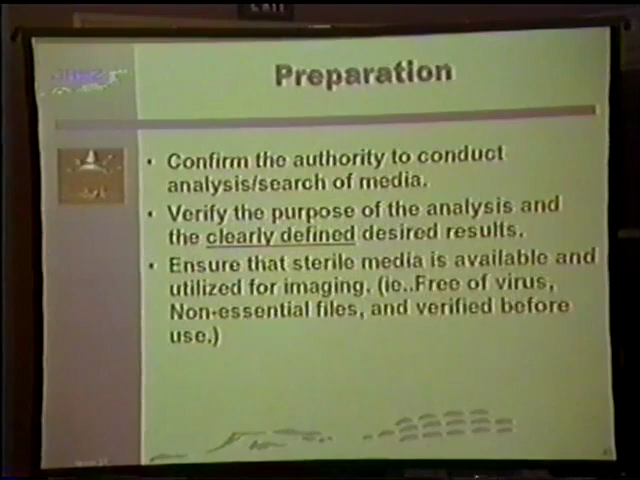 Preparation
• Confirm the authority to conduct
analysis/search of media.
• Verify the purpose of the analysis and
the clearly defined desired results.
• Ensure that sterile media is available and
utilized for imaging. (ie..Free of virus,
Non-essential files, and verified before
use.)